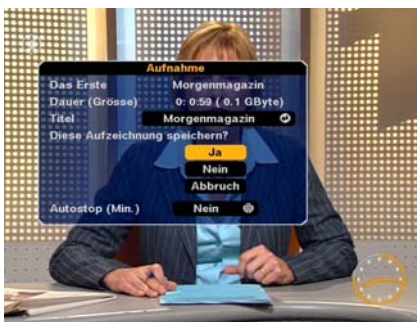 Aufnahme
Das Erste Morgenmagazin
Dauer (Grösse) 0: 0:59 ( 0.1 GByte)
Titel Morgenmagazin
Diese Aufzeichnung speichern?
Ja
Nein
Abbruch
Autostop (Min.) Nein